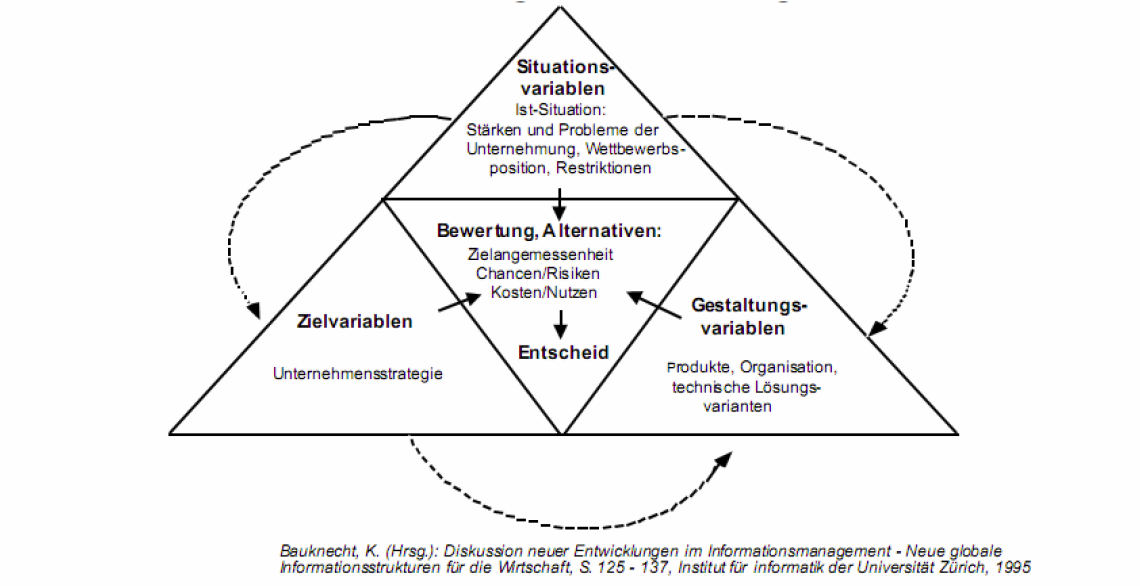 Situations-
variablen
Ist-Situation:
Stärken und Probleme der
Unternehmung, Wettbewerbs-
position, Restriktionen
Bewertung, Alternativen:
Zielangemessenheit
Chancen/Risiken
Kosten/Nutzen
Entscheid
Zielvariablen
Unternehmensstrategie
Gestaltungs-
variablen
Produkte, Organisation,
technische Lösungs-
varianten
Bauknecht, K. (Hrsg.): Diskussion neuer Entwicklungen im Informationsmanagement - Neue globale
Informationsstrukturen für die Wirtschaft, S. 125 - 137, Institut für informatik der Universität Zürich, 1995